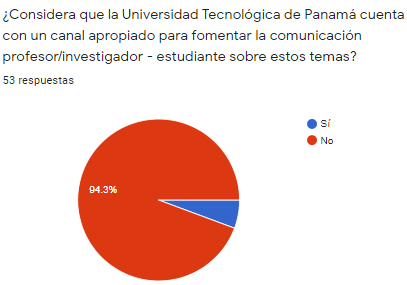 ¿Considera que la Universidad Tecnológica de Panamá cuenta
con un canal apropiado para fomentar la comunicación
profesor/investigador - estudiante sobre estos temas?
53 respuestas
Sí
No
94.3%